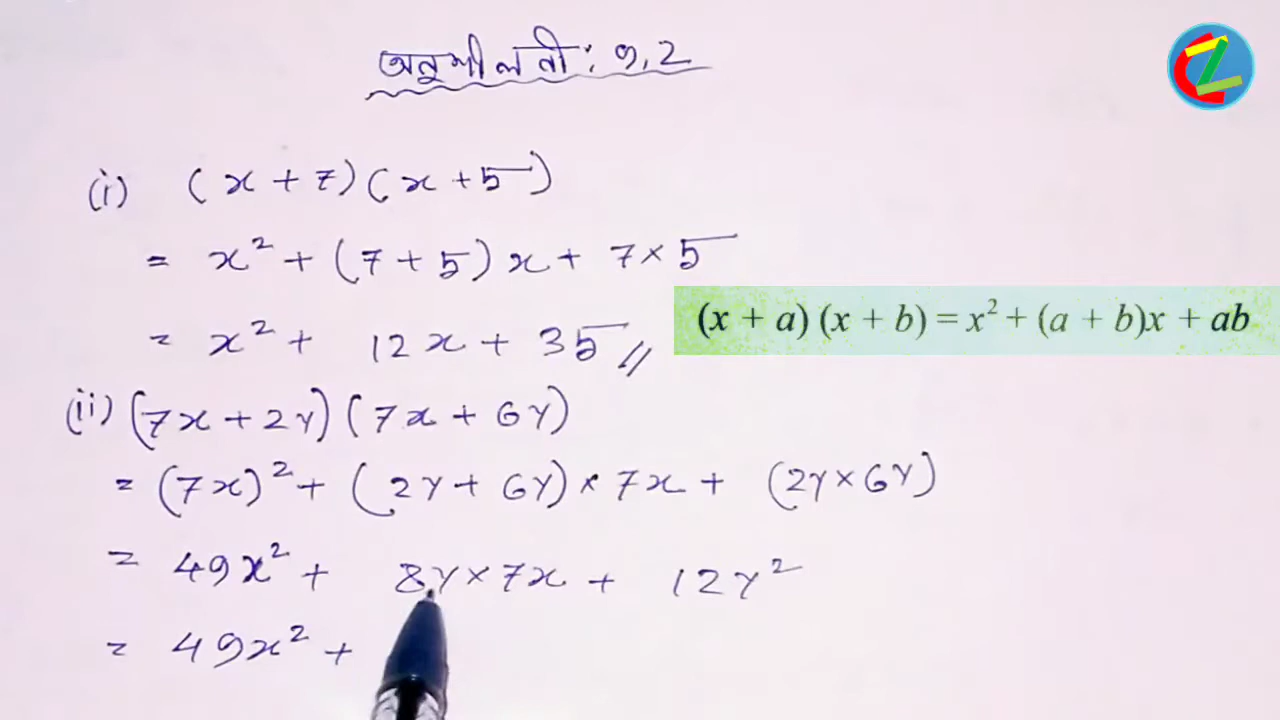 অনুশীলনী: ৭.2
(i) (x + 7) (x + 5)
= x² + (7 + 5) x + 7 × 5
= x² + 12x + 35 //
(x + a) (x + b) = x² + (a + b)x + ab
(ii) (7x + 2y) (7x + 6y)
= (7x)² + (2y + 6y) × 7x + (2y × 6y)
= 49x² + 8y × 7x + 12y²
= 49x² +